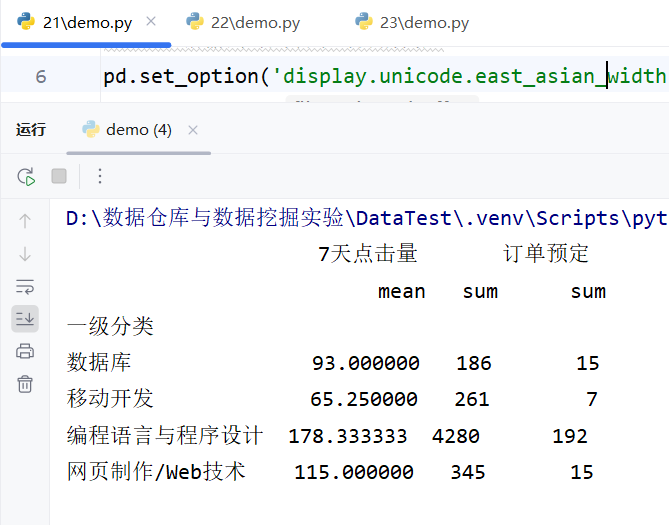 21\demo.py 22\demo.py 23\demo.py
6 pd.set_option('display.unicode.east_asian_width
运行 demo (4)
D:\数据仓库与数据挖掘实验\DataTest\.venv\Scripts\pyt
7天点击量 订单预定
mean sum sum
一级分类
数据库 93.000000 186 15
移动开发 65.250000 261 7
编程语言与程序设计 178.333333 4280 192
网页制作/Web技术 115.000000 345 15